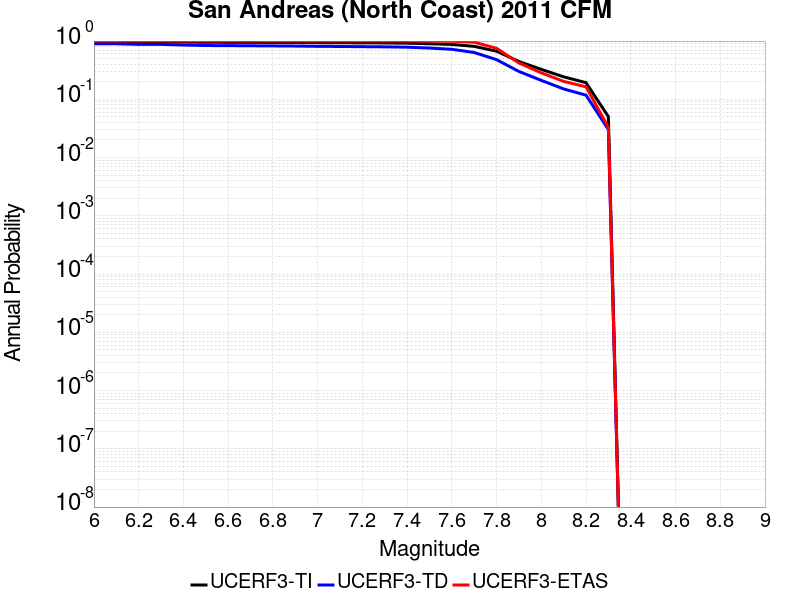 San Andreas (North Coast) 2011 CFM
10^0
10^-1
10^-2
10^-3
10^-4
10^-5
10^-6
10^-7
10^-8
Annual Probability
6 6.2 6.4 6.6 6.8 7 7.2 7.4 7.6 7.8 8 8.2 8.4 8.6 8.8 9
Magnitude
UCERF3-TI UCERF3-TD UCERF3-ETAS